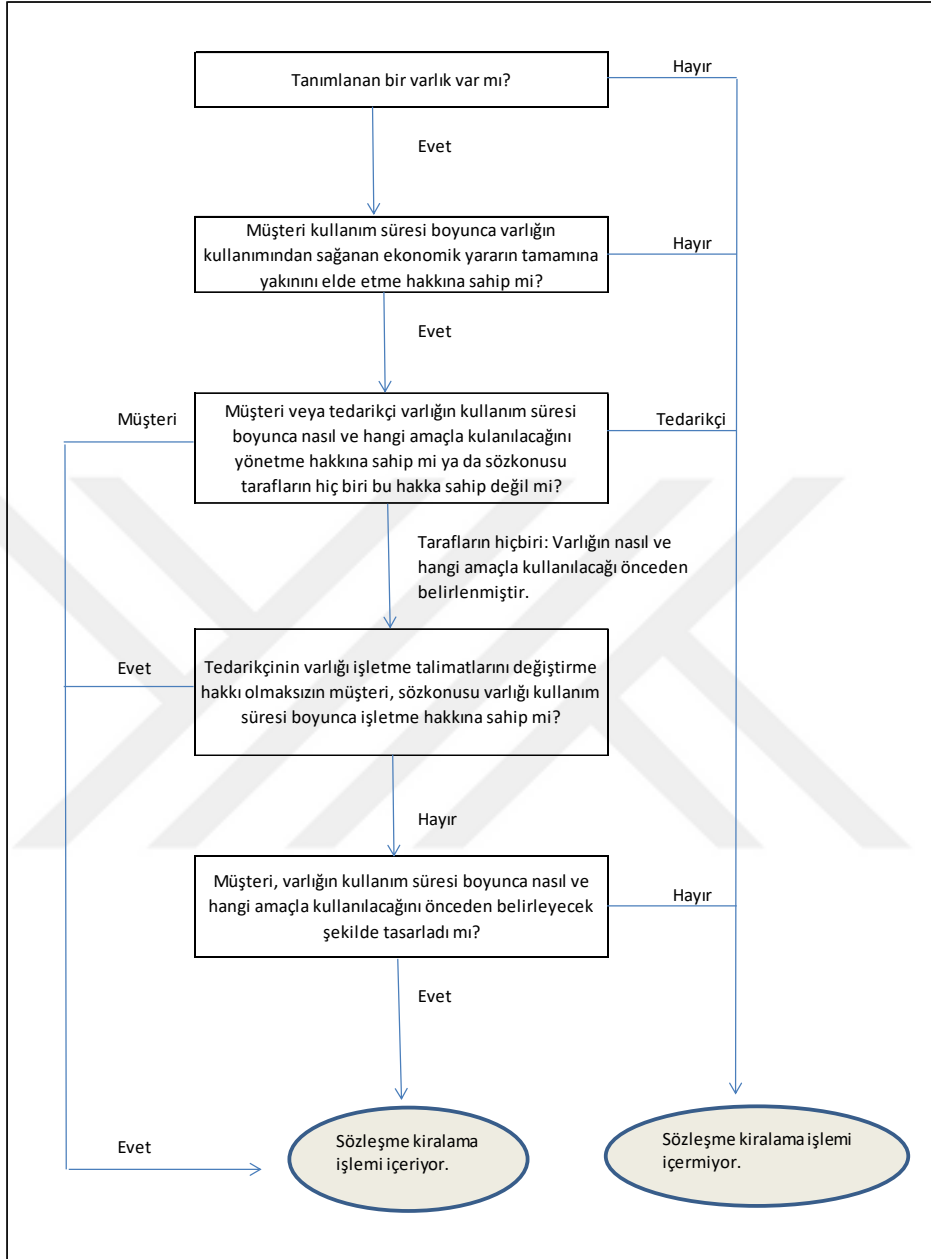 Tanımlanan bir varlık var mı?
Hayır
Evet
Müşteri kullanım süresi boyunca varlığın
kullanımından sağanan ekonomik yararın tamamına
yakınını elde etme hakkına sahip mi?
Hayır
Evet
Müşteri
Müşteri veya tedarikçi varlığın kullanım süresi
boyunca nasıl ve hangi amaçla kulanılacağını
yönetme hakkına sahip mi ya da sözkonusu
tarafların hiç biri bu hakka sahip değil mi?
Tedarikçi
Tarafların hiçbiri: Varlığın nasıl ve
hangi amaçla kullanılacağı önceden
belirlenmiştir.
Evet
Tedarikçinin varlığı işletme talimatlarını değiştirme
hakkı olmaksızın müşteri, sözkonusu varlığı kullanım
süresi boyunca işletme hakkına sahip mi?
Hayır
Müşteri, varlığın kullanım süresi boyunca nasıl ve
hangi amaçla kullanılacağını önceden belirleyecek
şekilde tasarladı mı?
Hayır
Evet
Evet
Sözleşme kiralama
işlemi içeriyor.
Sözleşme kiralama işlemi
içermiyor.